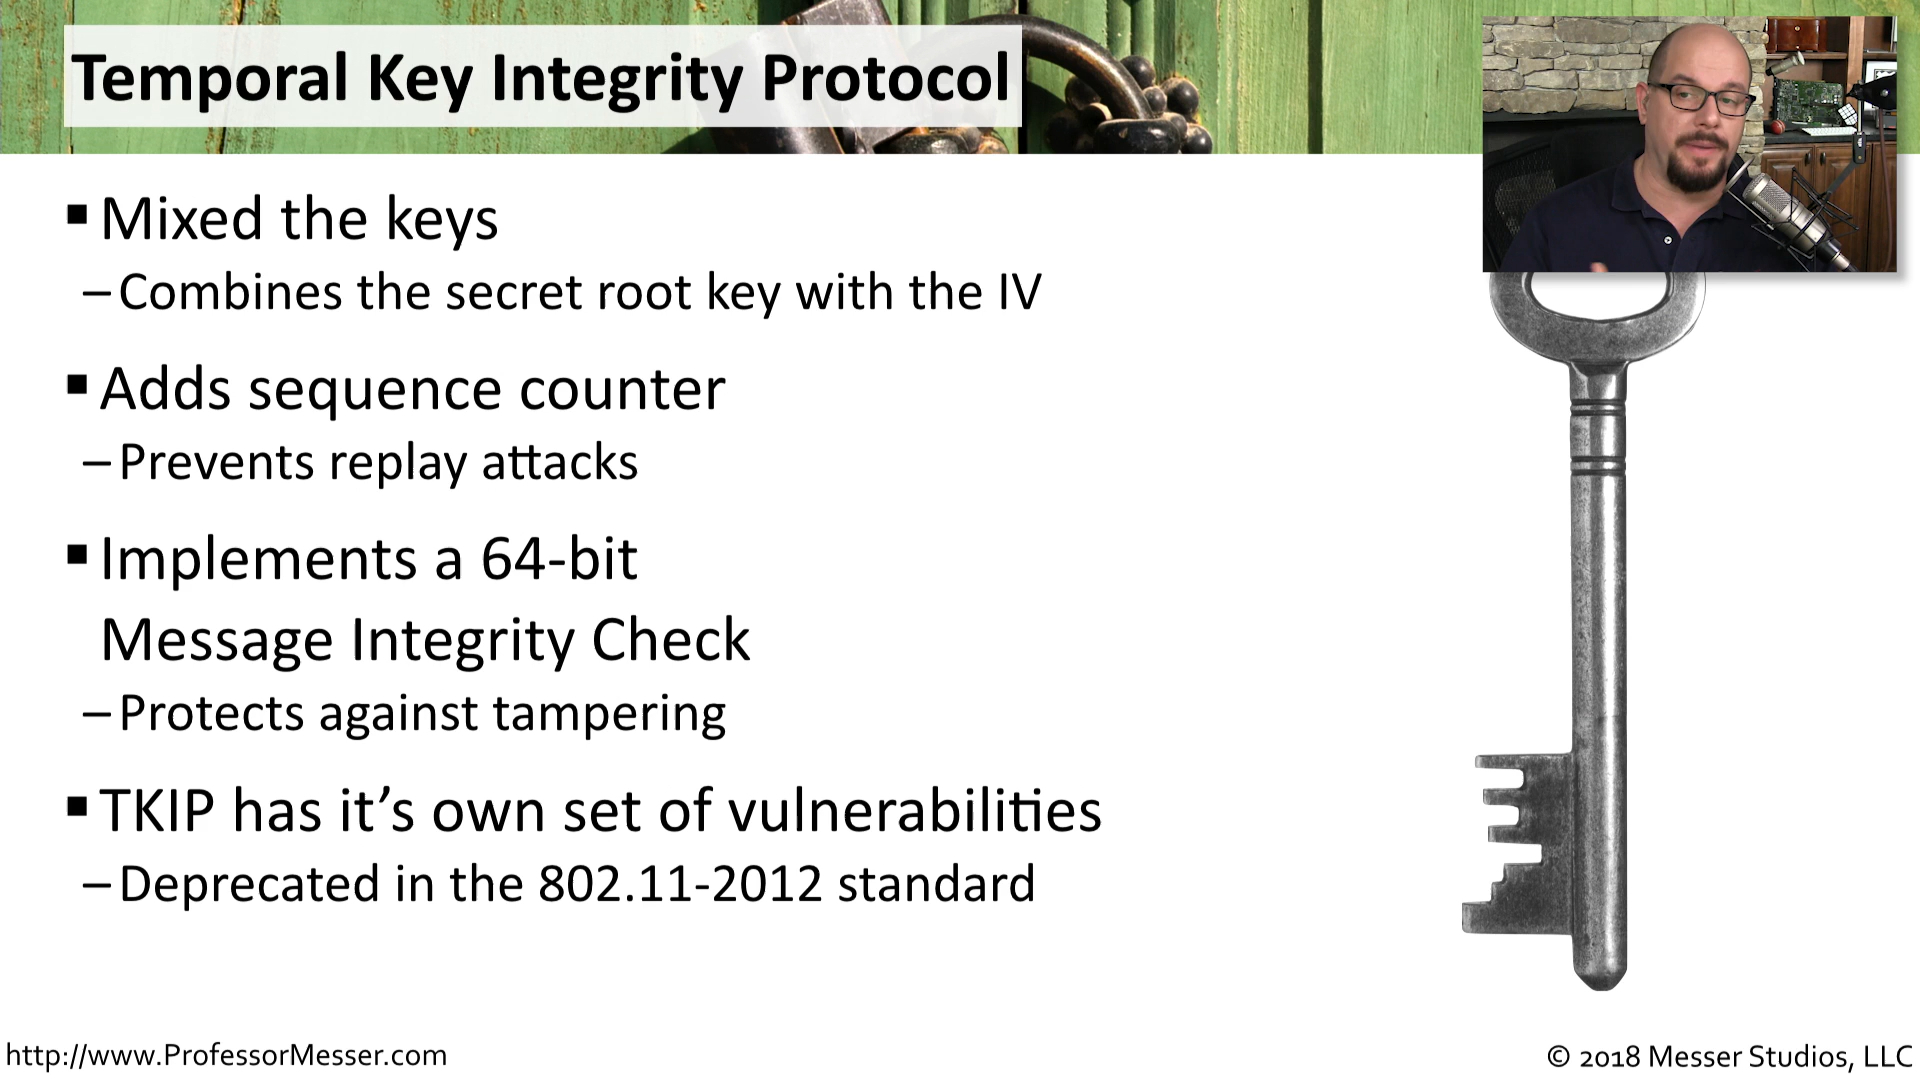 Temporal Key Integrity Protocol
▪ Mixed the keys
– Combines the secret root key with the IV
▪ Adds sequence counter
– Prevents replay attacks
▪ Implements a 64-bit
Message Integrity Check
– Protects against tampering
▪ TKIP has it’s own set of vulnerabilities
– Deprecated in the 802.11-2012 standard
http://www.ProfessorMesser.com
© 2018 Messer Studios, LLC